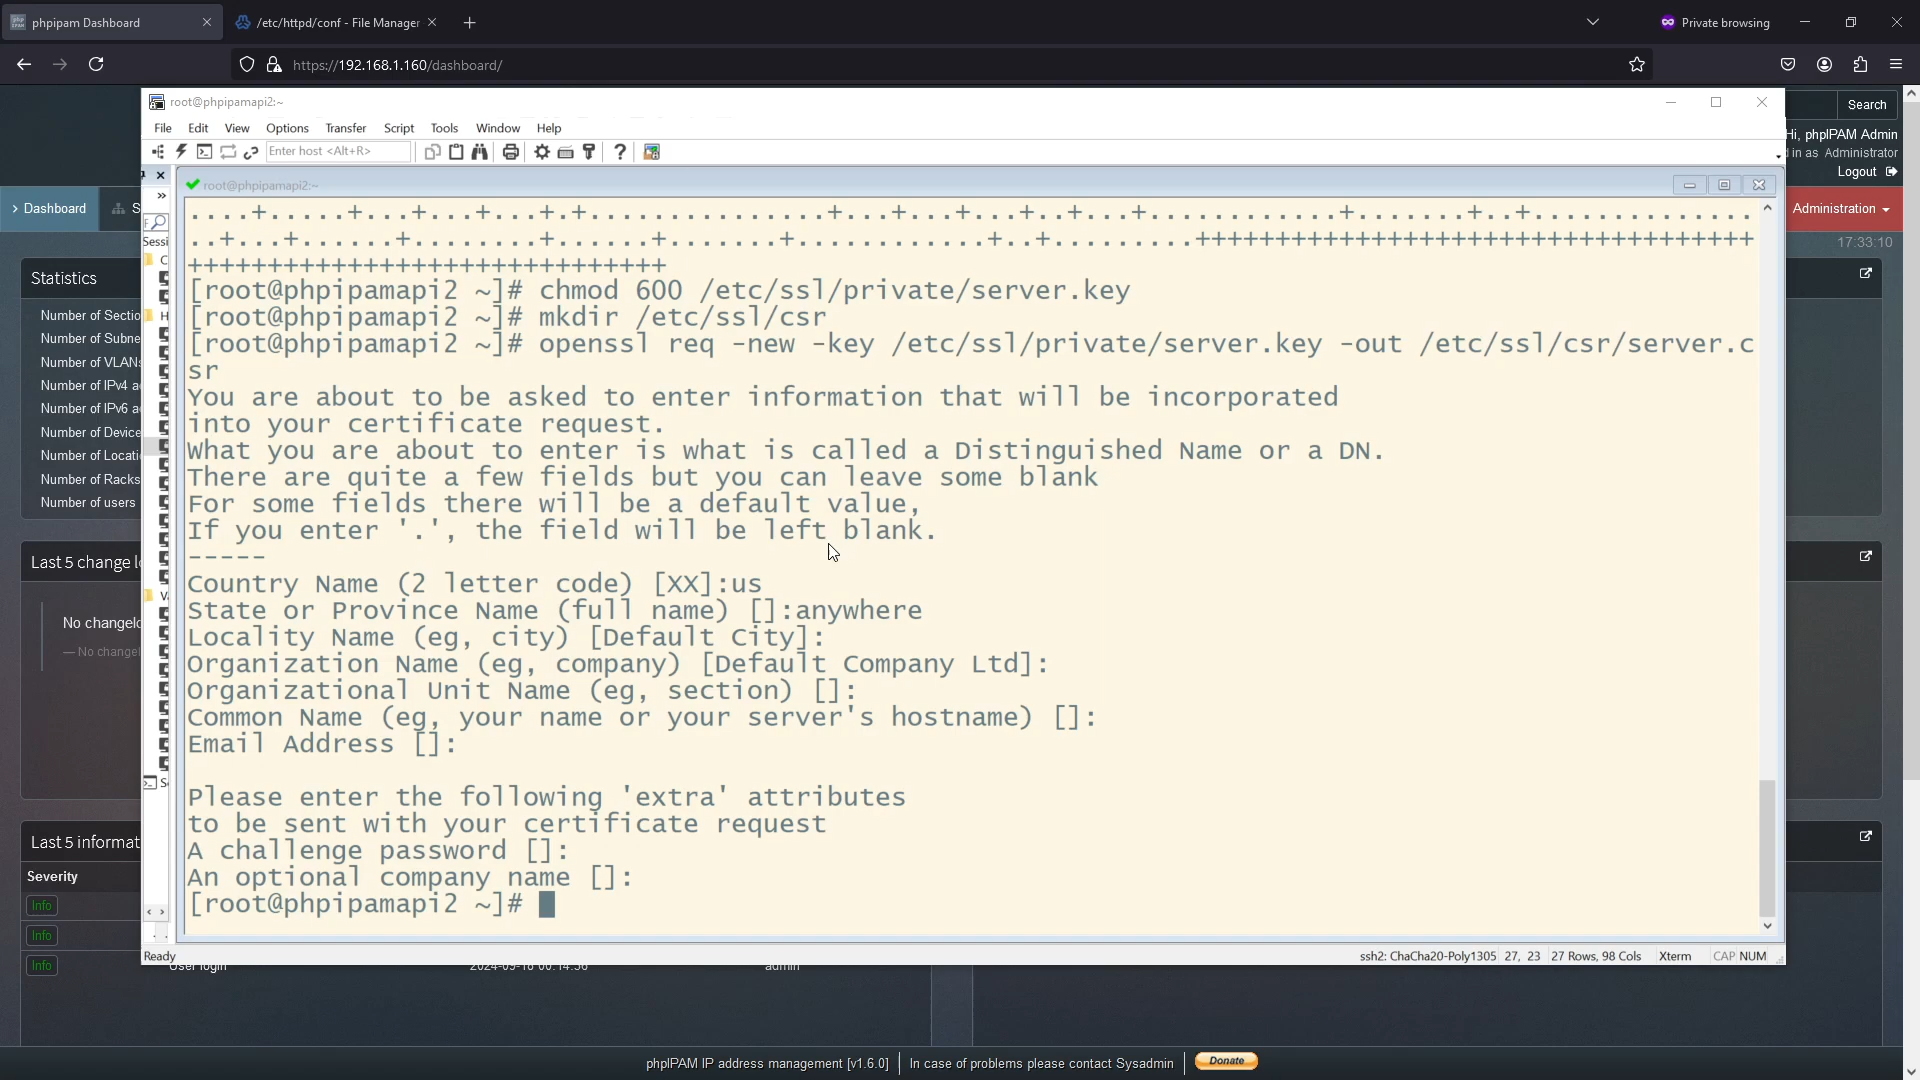 phpipam Dashboard
/etc/httpd/conf - File Manager
Private browsing
https://192.168.1.160/dashboard/
root@phpipamapi2:~
File Edit View Options Transfer Script Tools Window Help
Enter host <Alt+R>
root@phpipamapi2:~
Search
Hi, phpIPAM Admin
d in as Administrator
Logout
Dashboard
Administration
17:33:10
Sessi
Statistics
Number of Sectio
Number of Subne
Number of VLANs
Number of IPv4 a
Number of IPv6 a
Number of Device
Number of Locati
Number of Racks
Number of users
Last 5 change l
No changelo
— No changel
Last 5 informat
Severity
Info
Info
Info
[root@phpipamapi2 ~]# chmod 600 /etc/ssl/private/server.key
[root@phpipamapi2 ~]# mkdir /etc/ssl/csr
[root@phpipamapi2 ~]# openssl req -new -key /etc/ssl/private/server.key -out /etc/ssl/csr/server.c
sr
You are about to be asked to enter information that will be incorporated
into your certificate request.
What you are about to enter is what is called a Distinguished Name or a DN.
There are quite a few fields but you can leave some blank
For some fields there will be a default value,
If you enter '.', the field will be left blank.
-----
Country Name (2 letter code) [XX]:us
State or Province Name (full name) []:anywhere
Locality Name (eg, city) [Default City]:
Organization Name (eg, company) [Default Company Ltd]:
Organizational Unit Name (eg, section) []:
Common Name (eg, your name or your server's hostname) []:
Email Address []:
Please enter the following 'extra' attributes
to be sent with your certificate request
A challenge password []:
An optional company name []:
[root@phpipamapi2 ~]#
Ready
ssh2: ChaCha20-Poly1305 27, 23 27 Rows, 98 Cols Xterm CAP NUM
User login admin
phpIPAM IP address management [v1.6.0] In case of problems please contact Sysadmin Donate